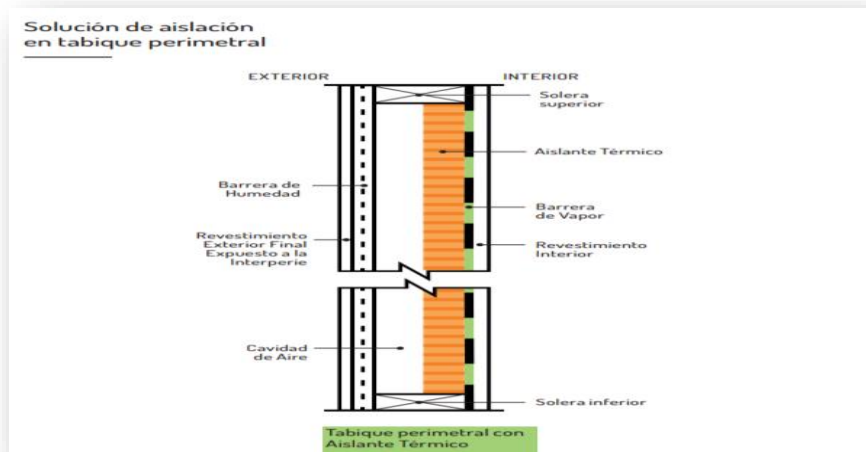 Solución de aislación
en tabique perimetral
EXTERIOR
INTERIOR
Solera
superior
Aislante Térmico
Barrera de
Humedad
Barrera
de Vapor
Revestimiento
Exterior Final
Expuesto a la
Interperie
Revestimiento
Interior
Cavidad
de Aire
Solera inferior
Tabique perimetral con
Aislante Térmico